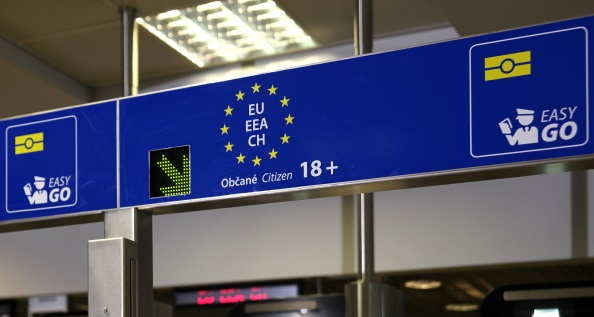 EASY
GO
EU
EEA
CH
Občané Citizen 18+
EASY
GO